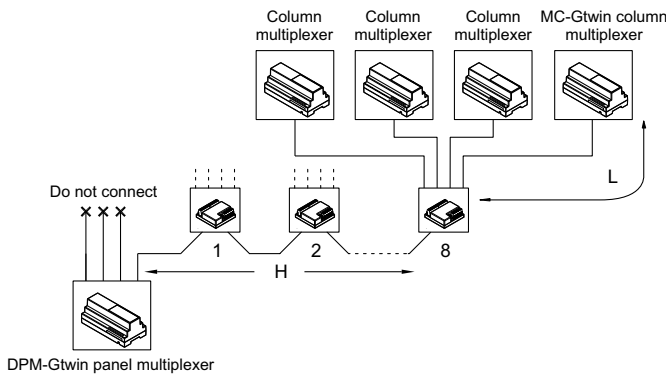 Column
multiplexer
Column
multiplexer
Column
multiplexer
MC-Gtwin column
multiplexer
L
Do not connect
1
2
8
H
DPM-Gtwin panel multiplexer